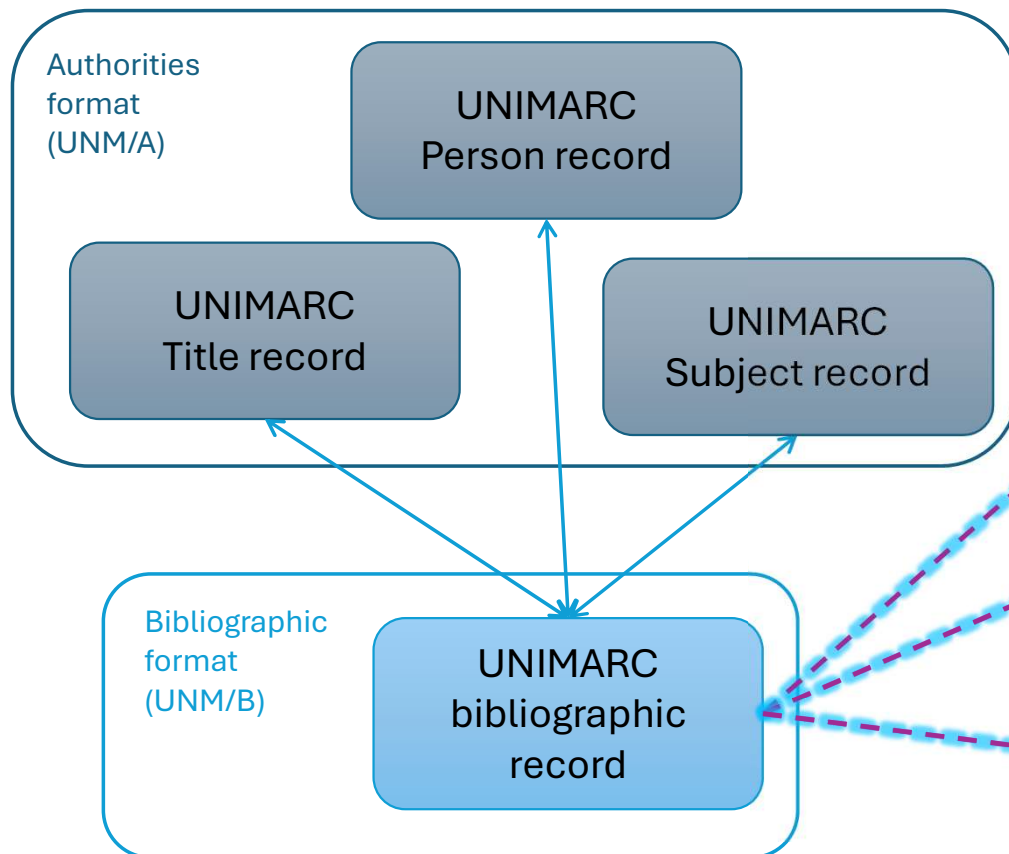 Authorities
format
(UNM/A)
UNIMARC
Person record
UNIMARC
Title record
UNIMARC
Subject record
Bibliographic
format
(UNM/B)
UNIMARC
bibliographic
record